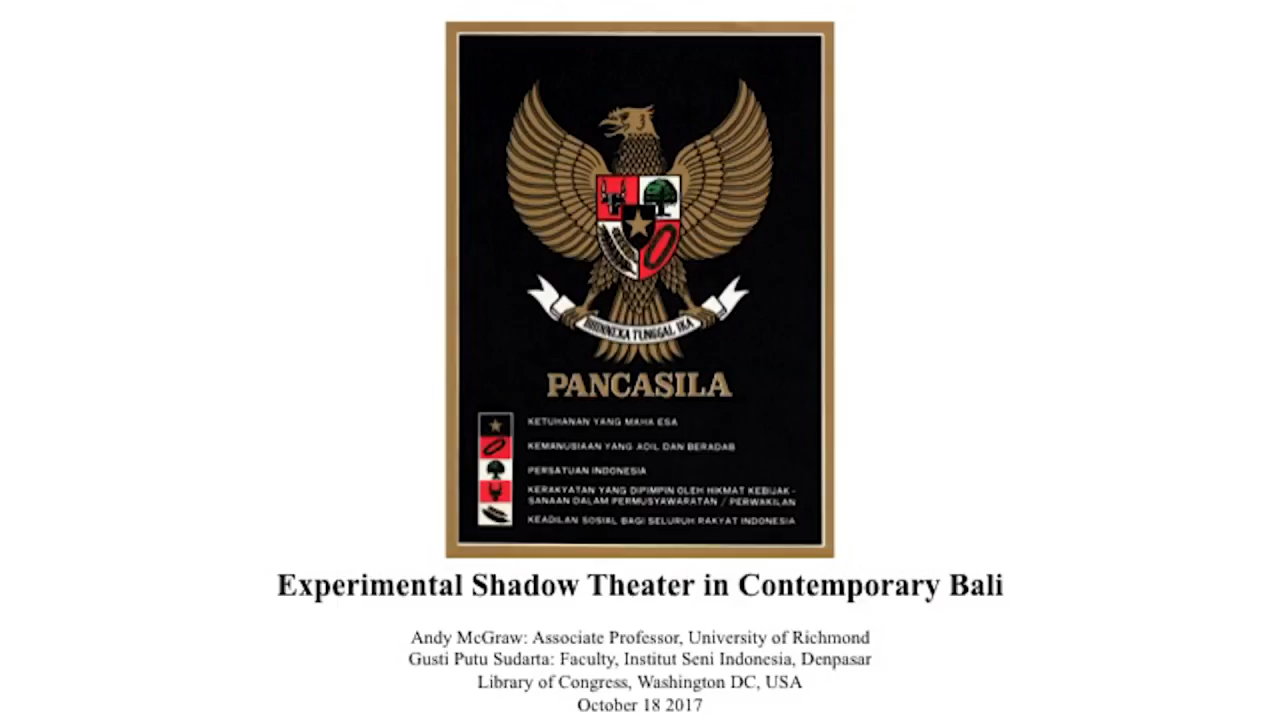 BHINNEKA TUNGGAL IKA
PANCASILA
KETUHANAN YANG MAHA ESA
KEMANUSIAAN YANG ADIL DAN BERADAB
PERSATUAN INDONESIA
KERAKYATAN YANG DIPIMPIN OLEH HIKMAT KEBIJAK-
SANAAN DALAM PERMUSYAWARATAN / PERWAKILAN
KEADILAN SOSIAL BAGI SELURUH RAKYAT INDONESIA
Experimental Shadow Theater in Contemporary Bali
Andy McGraw: Associate Professor, University of Richmond
Gusti Putu Sudarta: Faculty, Institut Seni Indonesia, Denpasar
Library of Congress, Washington DC, USA
October 18 2017